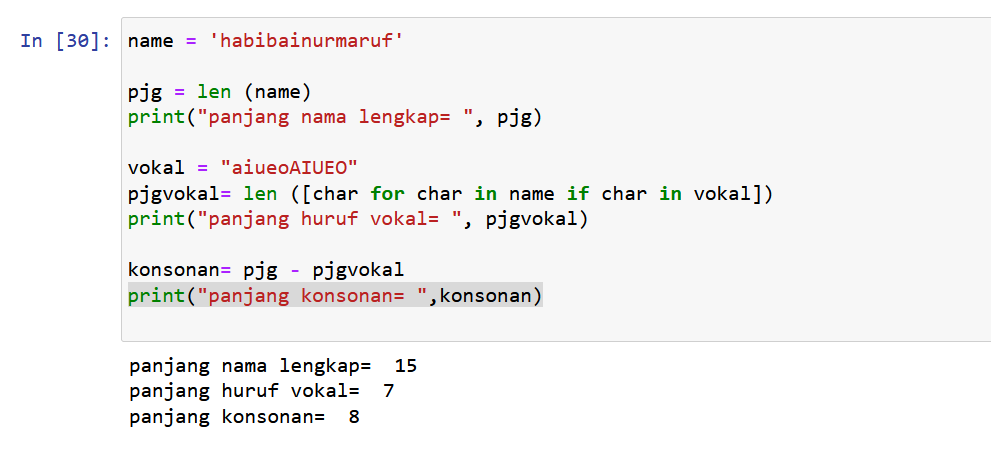 In [30]: name = 'habibainurmaruf'
pjg = len (name)
print("panjang nama lengkap= ", pjg)
vokal = "aiueoAIUEO"
pjgvokal= len ([char for char in name if char in vokal])
print("panjang huruf vokal= ", pjgvokal)
konsonan= pjg - pjgvokal
print("panjang konsonan= ",konsonan)
panjang nama lengkap=  15
panjang huruf vokal=  7
panjang konsonan=  8